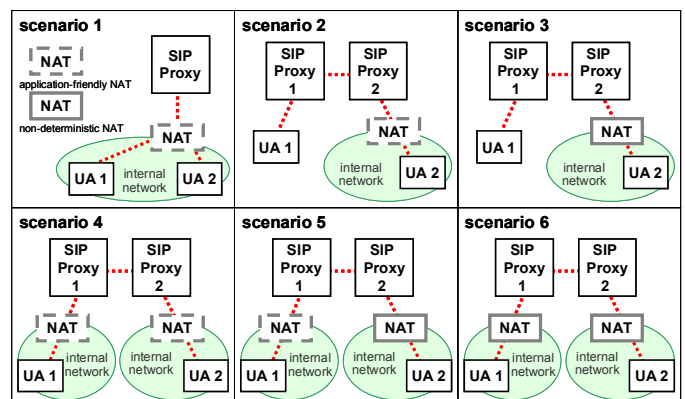 scenario 1
NAT
application-friendly NAT
NAT
non-deterministic NAT
SIP
Proxy
NAT
UA 1
internal
network
UA 2
scenario 2
SIP
Proxy
1
SIP
Proxy
2
UA 1
NAT
internal
network
UA 2
scenario 3
SIP
Proxy
1
SIP
Proxy
2
UA 1
NAT
internal
network
UA 2
scenario 4
SIP
Proxy
1
SIP
Proxy
2
NAT
NAT
UA 1
internal
network
internal
network
UA 2
scenario 5
SIP
Proxy
1
SIP
Proxy
2
NAT
NAT
UA 1
internal
network
internal
network
UA 2
scenario 6
SIP
Proxy
1
SIP
Proxy
2
NAT
NAT
UA 1
internal
network
internal
network
UA 2